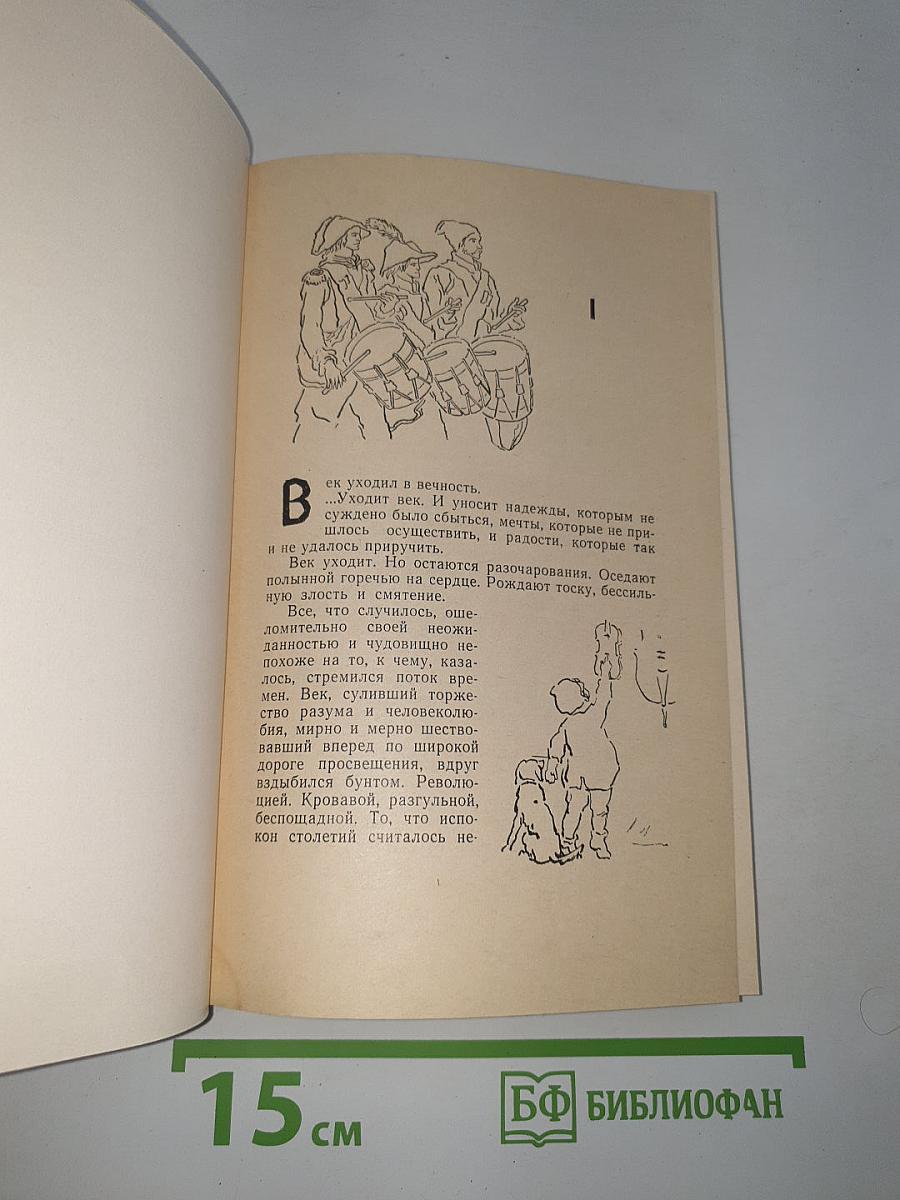 I
Век уходил в вечность.
...Уходит век. И уносит надежды, которым не
суждено было сбыться, мечты, которые не при-
шлось осуществить, и радости, которые так
и не удалось приручить.
Век уходит. Но остаются разочарования. Оседают
полынной горечью на сердце. Рождают тоску, бессиль-
ную злость и смятение.
Все, что случилось, оше-
ломительно своей неожи-
данностью и чудовищно не-
похоже на то, к чему, каза-
лось, стремился поток вре-
мен. Век, суливший торже-
ство разума и человеколю-
бия, мирно и мерно шество-
вавший вперед по широкой
дороге просвещения, вдруг
вздыбился бунтом. Револю-
цией. Кровавой, разгульной,
беспощадной. То, что испо-
кон столетий считалось не-
15 см
БФ БИБЛИОФАН